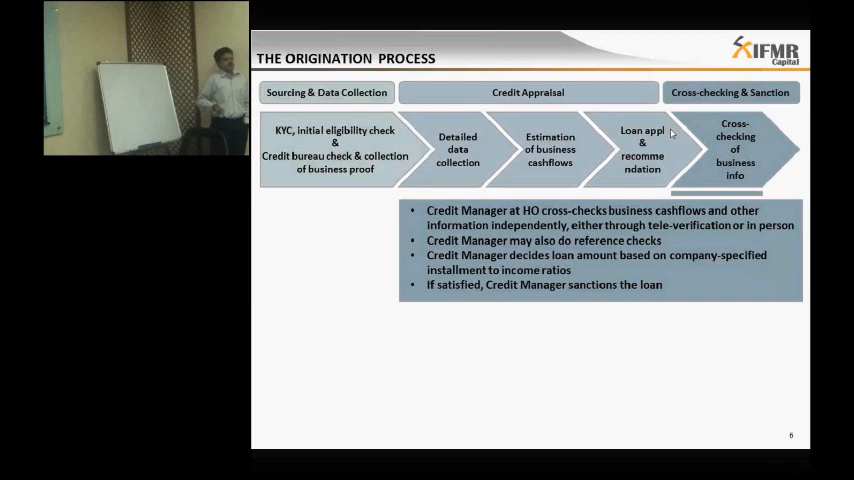 THE ORIGINATION PROCESS
IFMR
Capital
Sourcing & Data Collection
Credit Appraisal
Cross-checking & Sanction
KYC, initial eligibility check
&
Credit bureau check & collection
of business proof
Detailed
data
collection
Estimation
of business
cashflows
Loan appl
&
recomme
ndation
Cross-
checking
of
business
info
• Credit Manager at HO cross-checks business cashflows and other
information independently, either through tele-verification or in person
• Credit Manager may also do reference checks
• Credit Manager decides loan amount based on company-specified
installment to income ratios
• If satisfied, Credit Manager sanctions the loan
6